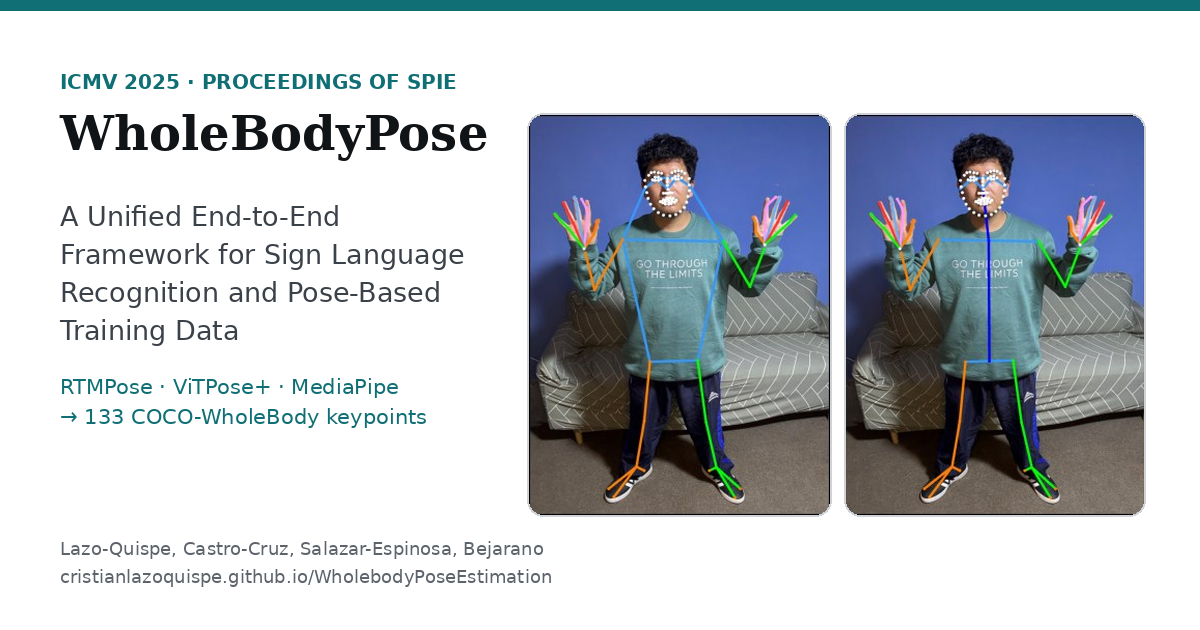 ICMV 2025 · PROCEEDINGS OF SPIE
WholeBodyPose
A Unified End-to-End
Framework for Sign Language
Recognition and Pose-Based
Training Data
RTMPose · ViTPose+ · MediaPipe
→ 133 COCO-WholeBody keypoints
GO THROUGH
THE LIMITS
GO THROUGH
THE LIMITS
Lazo-Quispe, Castro-Cruz, Salazar-Espinosa, Bejarano
cristianlazoquispe.github.io/WholebodyPoseEstimation